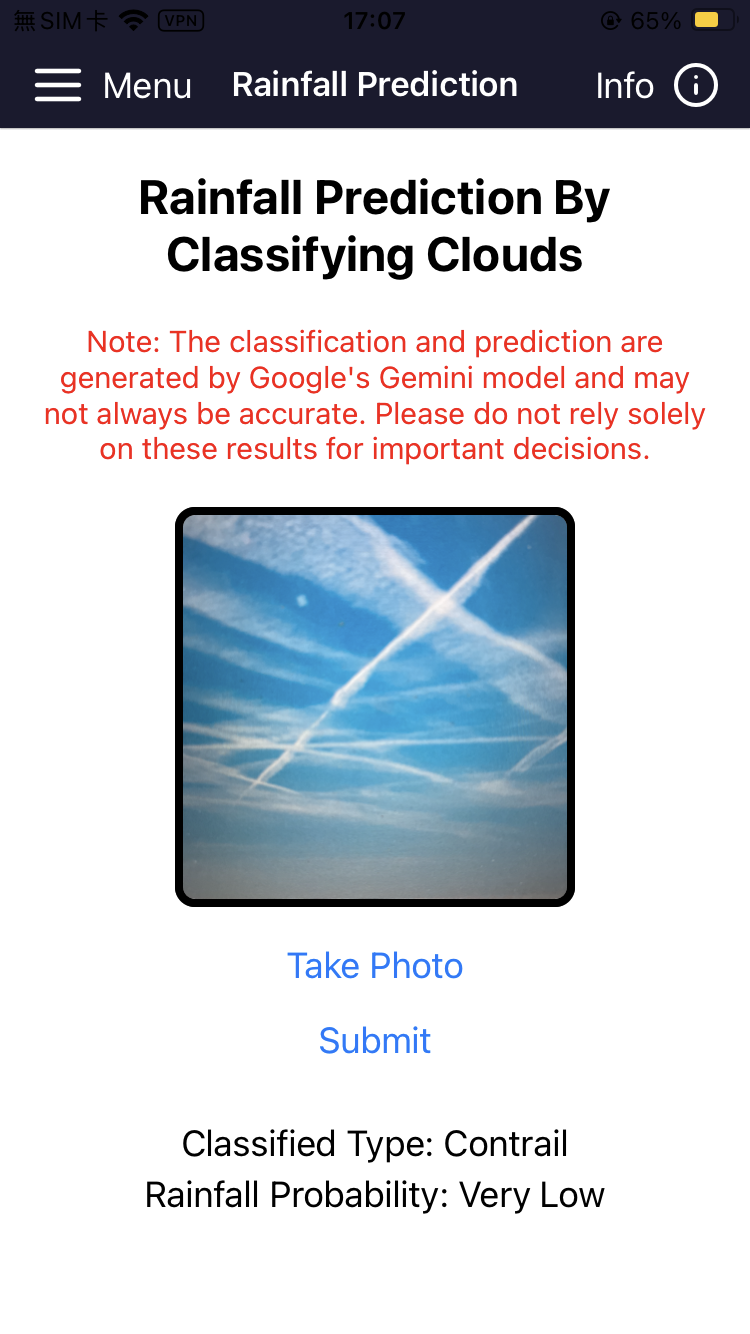 無SIM卡 VPN 17:07 65%
Menu Rainfall Prediction Info
Rainfall Prediction By
Classifying Clouds
Note: The classification and prediction are
generated by Google's Gemini model and may
not always be accurate. Please do not rely solely
on these results for important decisions.
Take Photo
Submit
Classified Type: Contrail
Rainfall Probability: Very Low